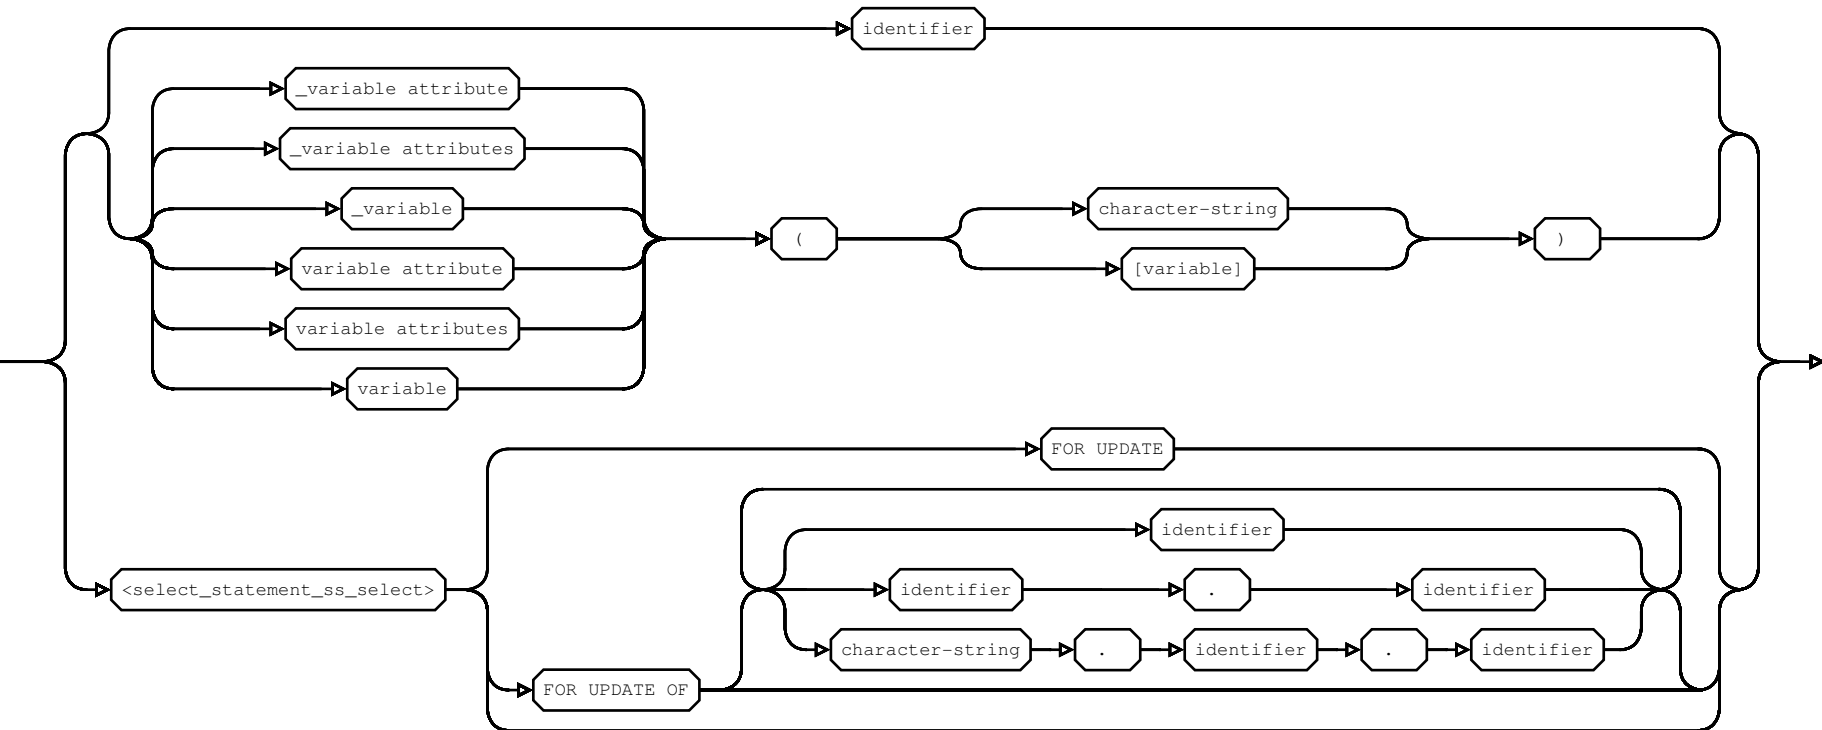 identifier
_variable attribute
_variable attributes
_variable
character-string
(
)
variable attribute
[variable]
variable attributes
variable
FOR UPDATE
identifier
<select_statement_ss_select>
identifier . identifier
character-string . identifier . identifier
FOR UPDATE OF